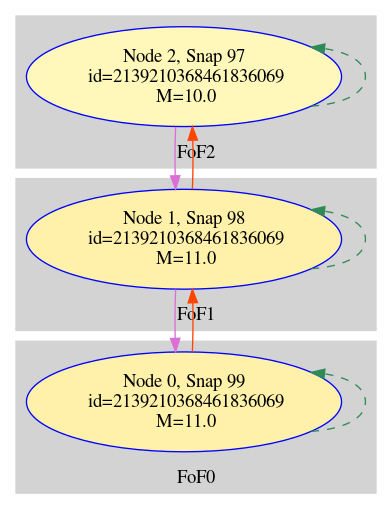 Node 2, Snap 97
id=2139210368461836069
M=10.0
FoF2
Node 1, Snap 98
id=2139210368461836069
M=11.0
FoF1
Node 0, Snap 99
id=2139210368461836069
M=11.0
FoF0